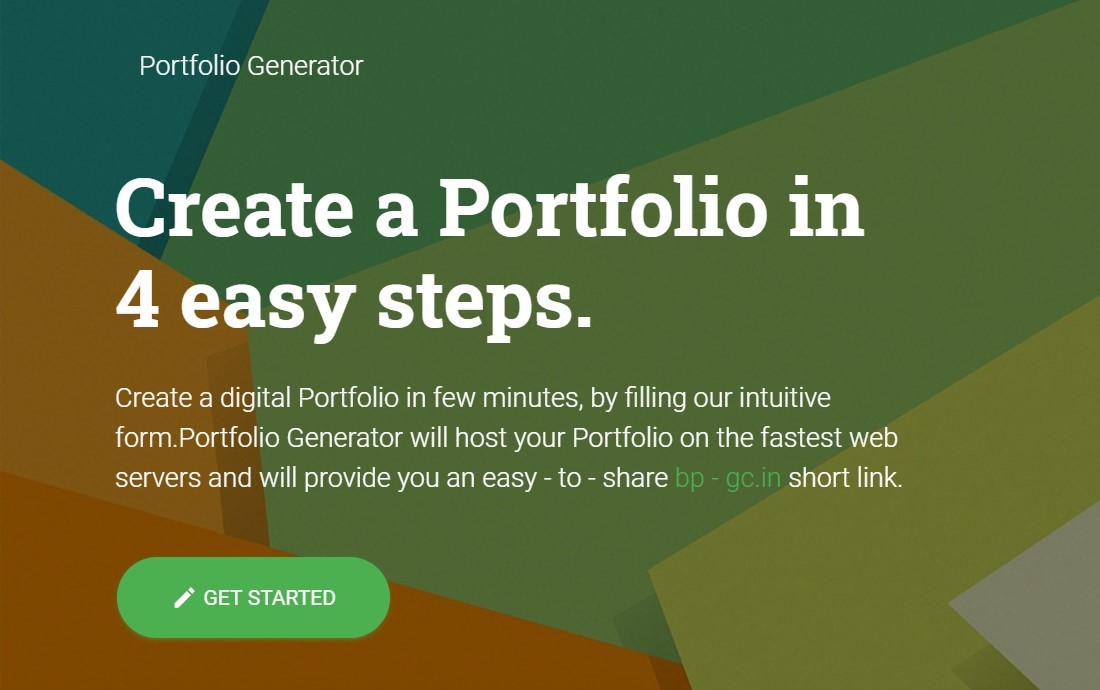 Portfolio Generator
Create a Portfolio in
4 easy steps.
Create a digital Portfolio in few minutes, by filling our intuitive
form.Portfolio Generator will host your Portfolio on the fastest web
servers and will provide you an easy - to - share bp - gc.in short link.
GET STARTED